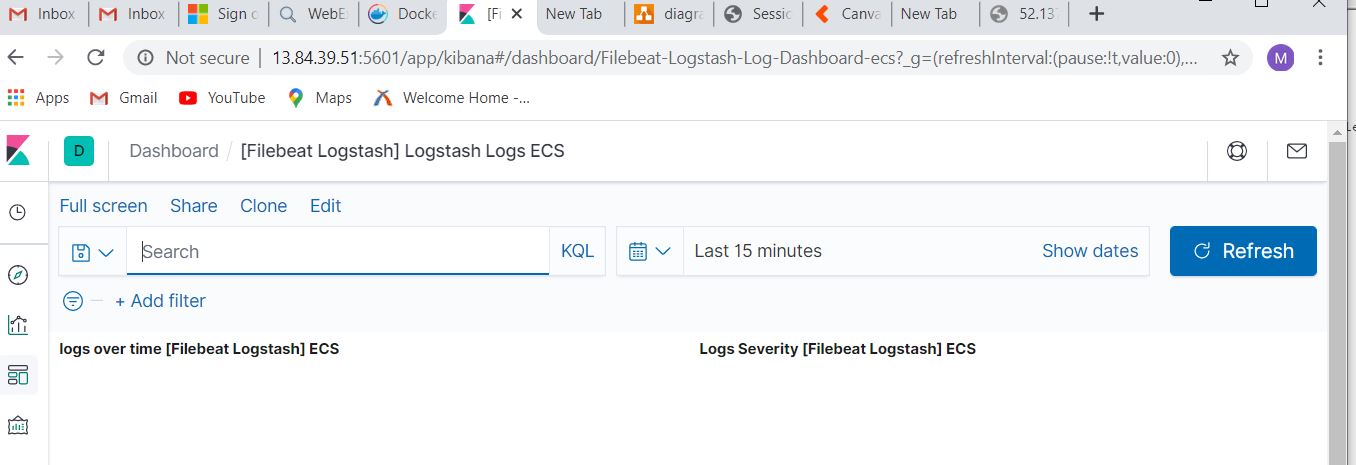 Inbox
Inbox
Sign o
WebE
Docke
[Fi
New Tab
diagra
Sessic
Canva
New Tab
52.137
Not secure | 13.84.39.51:5601/app/kibana#/dashboard/Filebeat-Logstash-Log-Dashboard-ecs?_g=(refreshInterval:(pause:!t,value:0),...
M
Apps
Gmail
YouTube
Maps
Welcome Home -...
D
Dashboard / [Filebeat Logstash] Logstash Logs ECS
Full screen
Share
Clone
Edit
Search
KQL
Last 15 minutes
Show dates
Refresh
+ Add filter
logs over time [Filebeat Logstash] ECS
Logs Severity [Filebeat Logstash] ECS